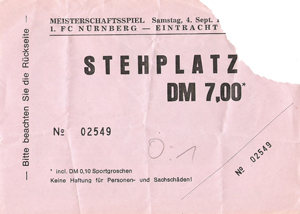 MEISTERSCHAFTSSPIEL Samstag, 4. Sept.
1. FC NÜRNBERG — EINTRACHT
STEHPLATZ
DM 7,00*
— Bitte beachten Sie die Rückseite —
№ 02549
0:1
№ 02549
* incl. DM 0,10 Sportgroschen
Keine Haftung für Personen- und Sachschäden!